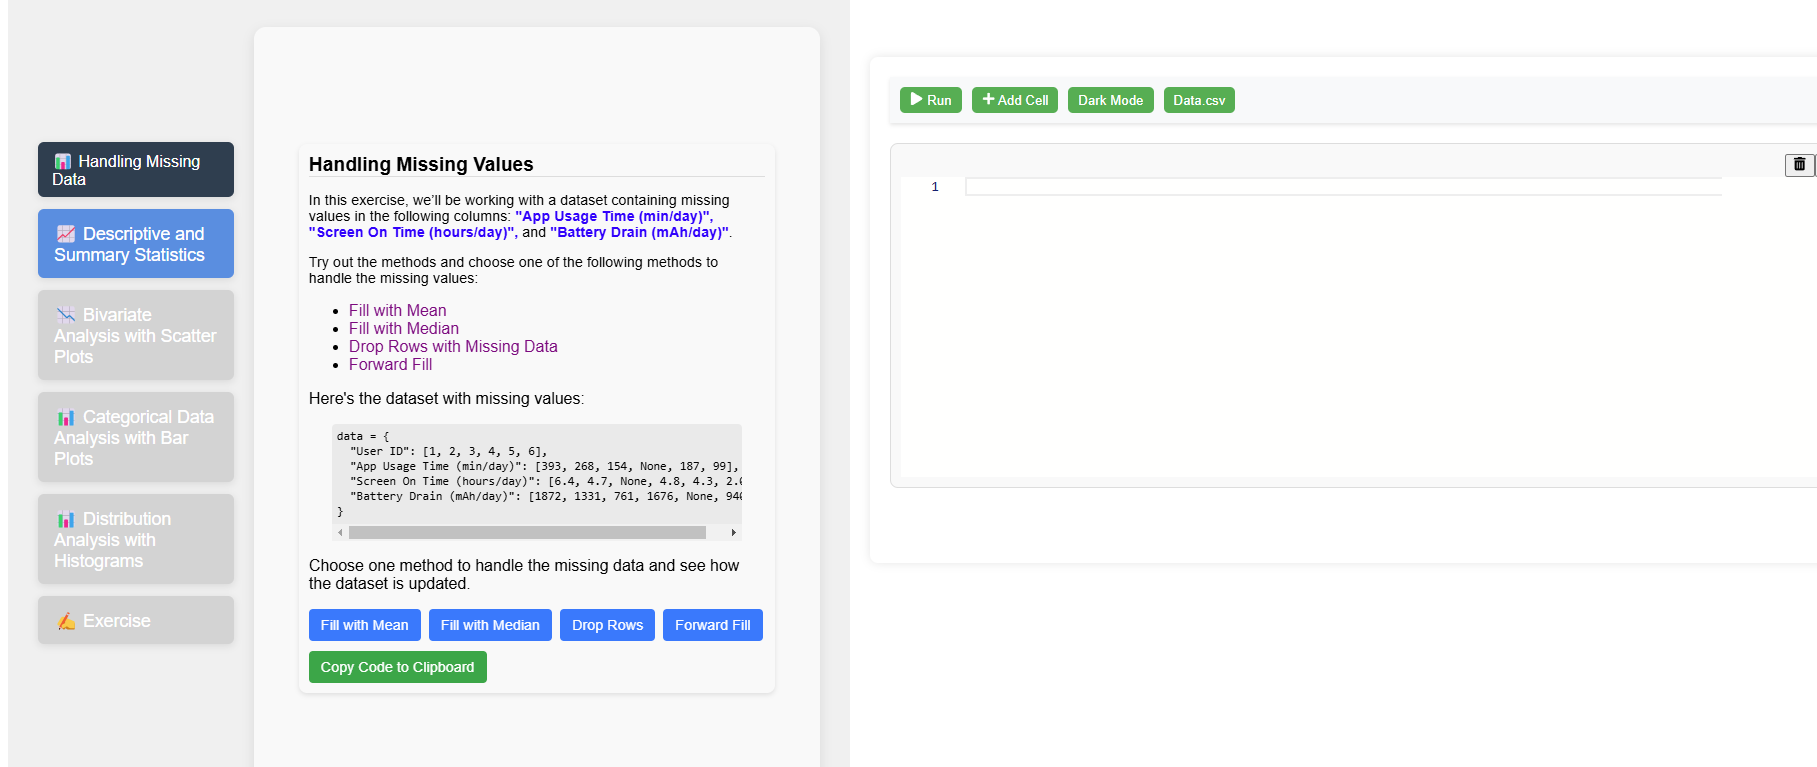 Handling Missing
Data
Descriptive and
Summary Statistics
Bivariate
Analysis with Scatter
Plots
Categorical Data
Analysis with Bar
Plots
Distribution
Analysis with
Histograms
Exercise
Handling Missing Values
In this exercise, we'll be working with a dataset containing missing
values in the following columns: "App Usage Time (min/day)",
"Screen On Time (hours/day)", and "Battery Drain (mAh/day)".
Try out the methods and choose one of the following methods to
handle the missing values:
Fill with Mean
Fill with Median
Drop Rows with Missing Data
Forward Fill
Here's the dataset with missing values:
data = {
"User ID": [1, 2, 3, 4, 5, 6],
"App Usage Time (min/day)": [393, 268, 154, None, 187, 99],
"Screen On Time (hours/day)": [6.4, 4.7, None, 4.8, 4.3, 2.
"Battery Drain (mAh/day)": [1872, 1331, 761, 1676, None, 94
}
Choose one method to handle the missing data and see how
the dataset is updated.
Fill with Mean Fill with Median Drop Rows Forward Fill
Copy Code to Clipboard
Run Add Cell Dark Mode Data.csv
1